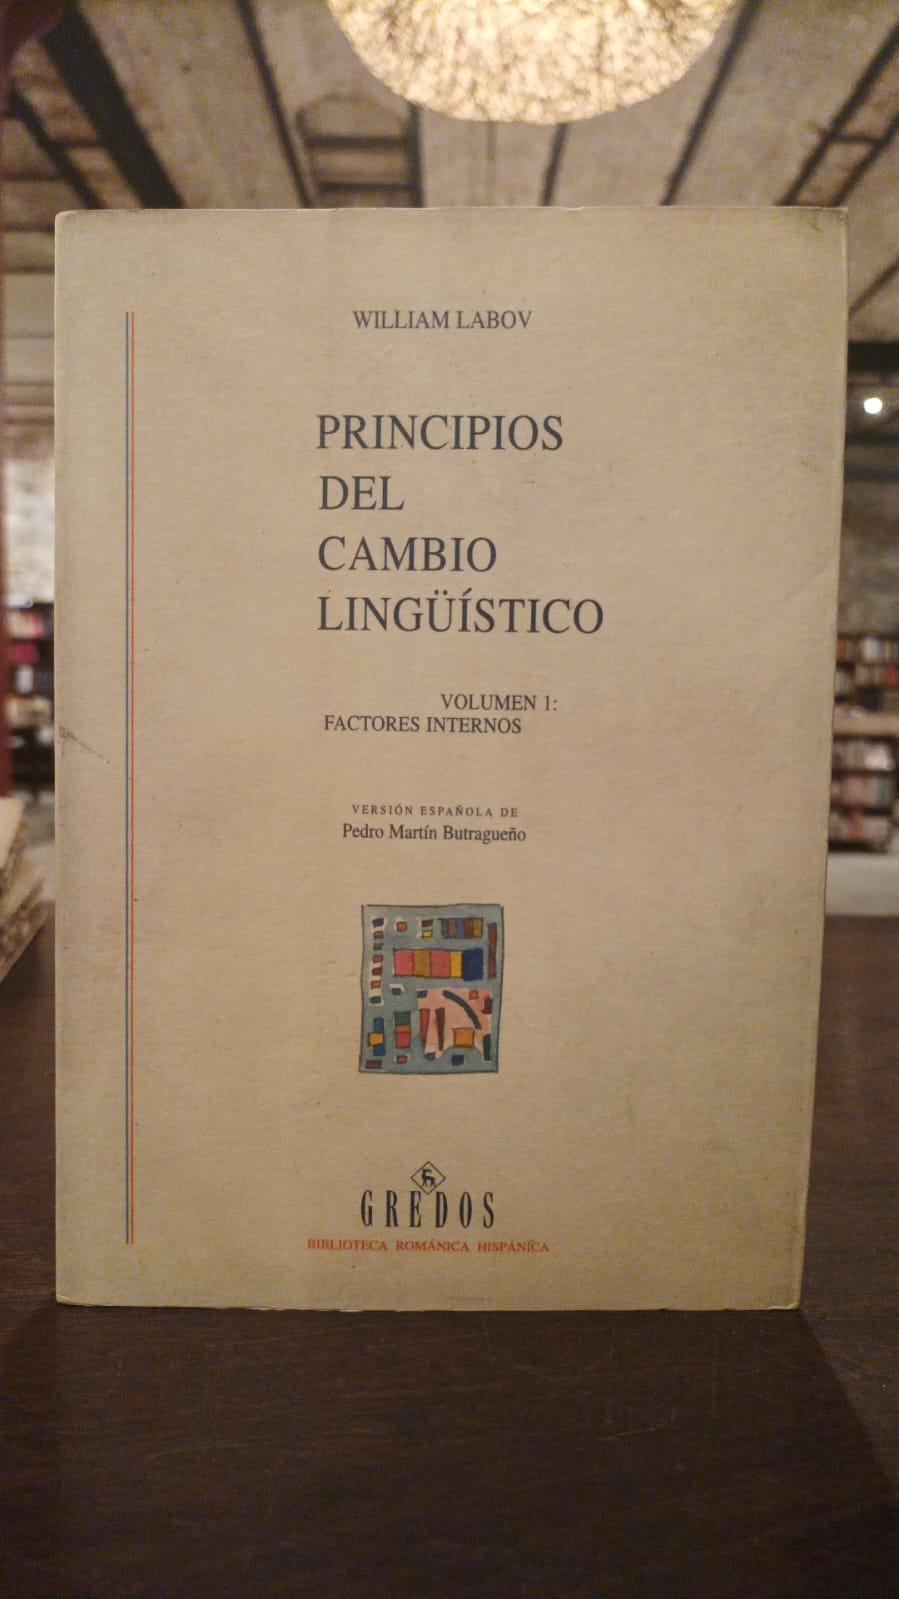 WILLIAM LABOV
PRINCIPIOS
DEL
CAMBIO
LINGÜÍSTICO
VOLUMEN 1:
FACTORES INTERNOS
VERSIÓN ESPAÑOLA DE
Pedro Martín Butragueño
GREDOS
BIBLIOTECA ROMÁNICA HISPÁNICA